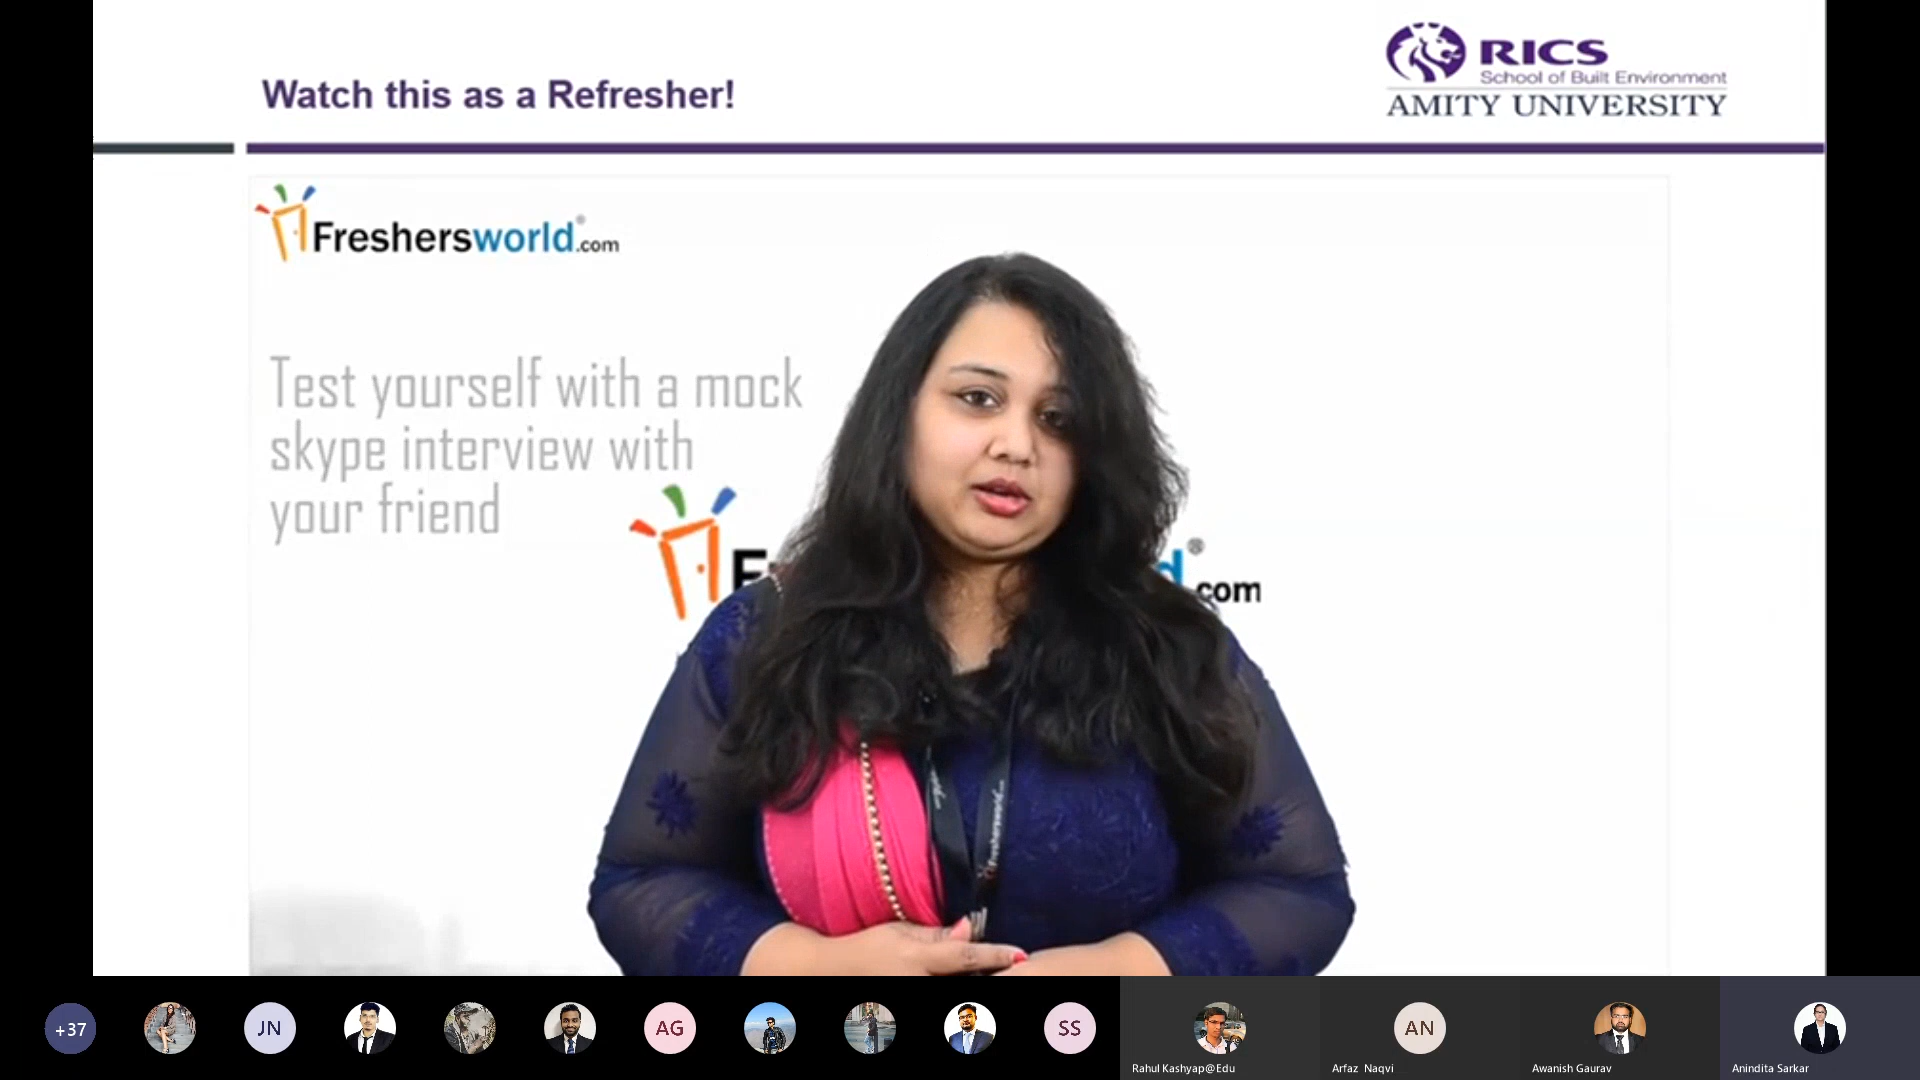 Watch this as a Refresher!
RICS
School of Built Environment
AMITY UNIVERSITY
Freshersworld.com
Test yourself with a mock
skype interview with
your friend
.com
Freshersworld
+37
JN
AG
SS
AN
Rahul Kashyap@Edu
Arfaz Naqvi
Awanish Gaurav
Anindita Sarkar